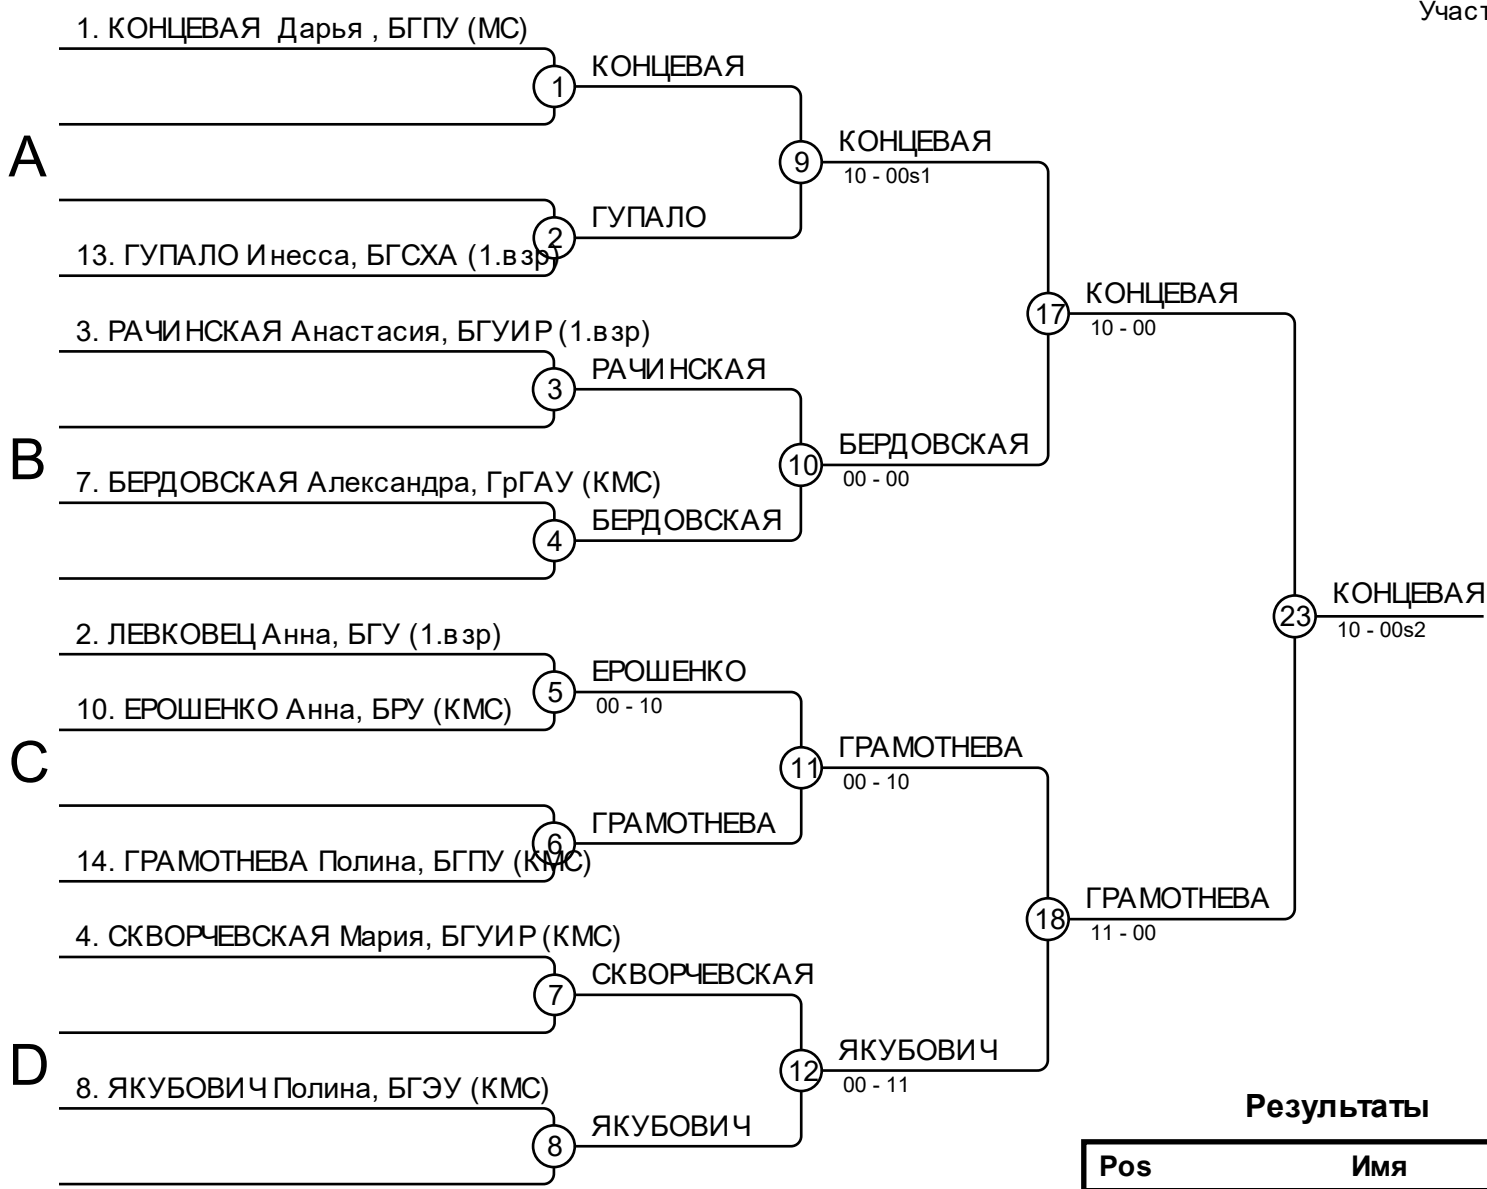 Участ
1. КОНЦЕВАЯ Дарья , БГПУ (МС)
1
КОНЦЕВАЯ
A
9
КОНЦЕВАЯ
10 - 00s1
2
ГУПАЛО
13. ГУПАЛО Инесса, БГСХА (1.взр)
17
КОНЦЕВАЯ
10 - 00
3. РАЧИНСКАЯ Анастасия, БГУИР (1.взр)
3
РАЧИНСКАЯ
B
10
БЕРДОВСКАЯ
00 - 00
7. БЕРДОВСКАЯ Александра, ГрГАУ (КМС)
4
БЕРДОВСКАЯ
23
КОНЦЕВАЯ
10 - 00s2
2. ЛЕВКОВЕЦ Анна, БГУ (1.взр)
5
ЕРОШЕНКО
00 - 10
10. ЕРОШЕНКО Анна, БРУ (КМС)
C
11
ГРАМОТНЕВА
00 - 10
6
ГРАМОТНЕВА
14. ГРАМОТНЕВА Полина, БГПУ (КМС)
18
ГРАМОТНЕВА
11 - 00
4. СКВОРЧЕВСКАЯ Мария, БГУИР (КМС)
7
СКВОРЧЕВСКАЯ
D
12
ЯКУБОВИЧ
00 - 11
8. ЯКУБОВИЧ Полина, БГЭУ (КМС)
8
ЯКУБОВИЧ
Результаты
Pos Имя